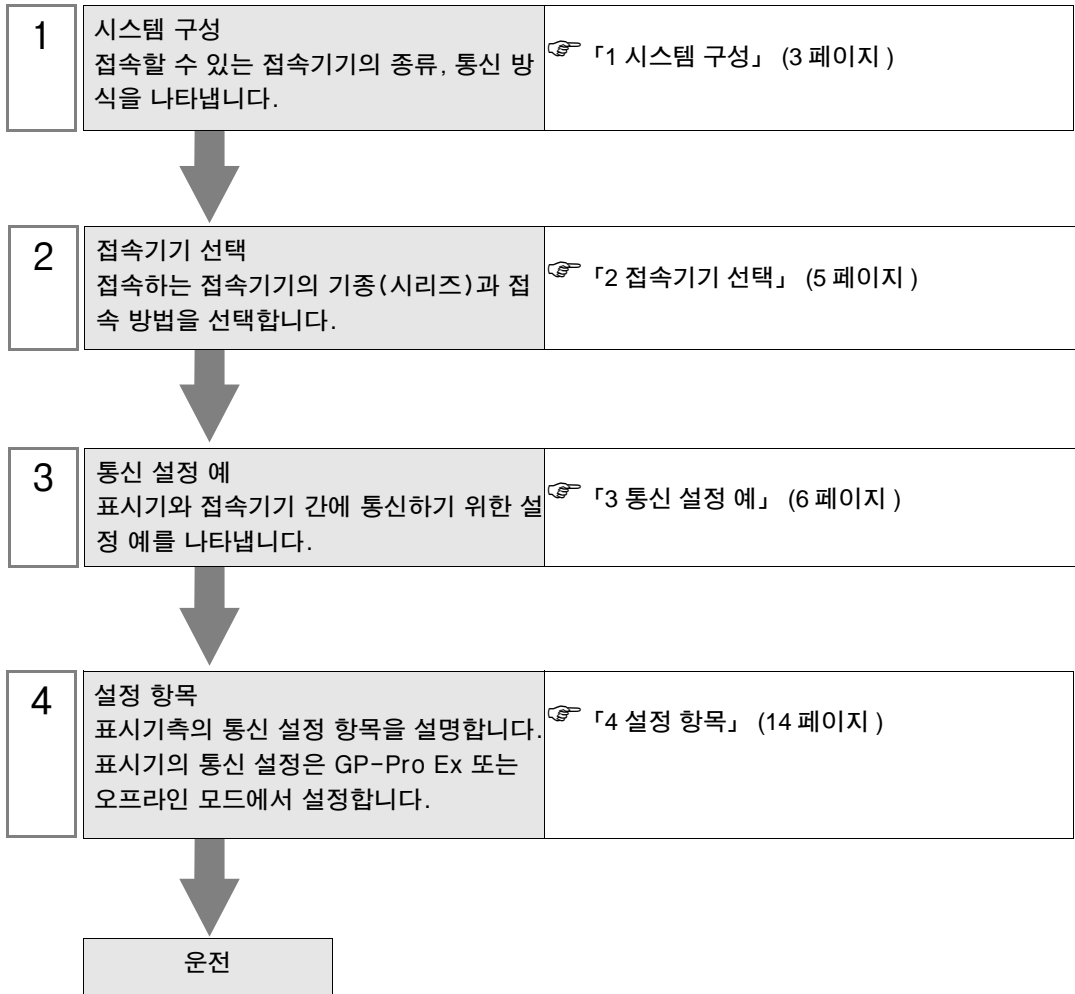 1
시스템 구성
접속할 수 있는 접속기기의 종류, 통신 방
식을 나타냅니다.
☞ 「1 시스템 구성」 (3 페이지 )
2
접속기기 선택
접속하는 접속기기의 기종(시리즈)과 접
속 방법을 선택합니다.
☞ 「2 접속기기 선택」 (5 페이지 )
3
통신 설정 예
표시기와 접속기기 간에 통신하기 위한 설
정 예를 나타냅니다.
☞ 「3 통신 설정 예」 (6 페이지 )
4
설정 항목
표시기측의 통신 설정 항목을 설명합니다.
표시기의 통신 설정은 GP-Pro Ex 또는
오프라인 모드에서 설정합니다.
☞ 「4 설정 항목」 (14 페이지 )
운전